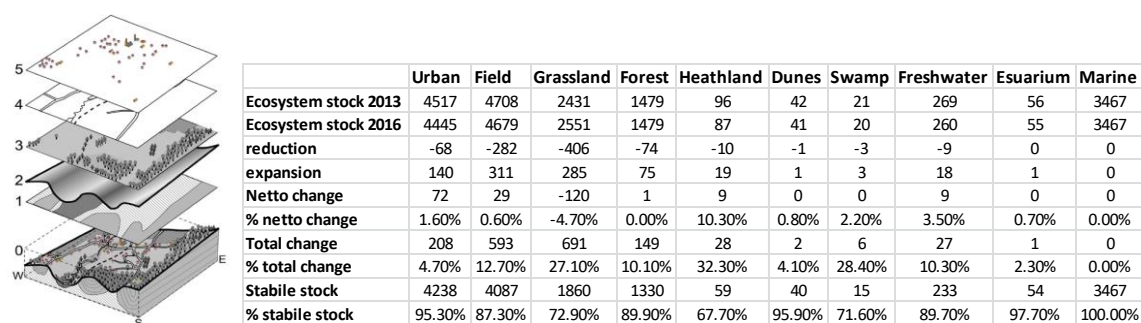 5
4
3
2
1
0
W
E
S
Urban Field Grassland Forest Heathland Dunes Swamp Freshwater Esuarium Marine
Ecosystem stock 2013 4517 4708 2431 1479 96 42 21 269 56 3467
Ecosystem stock 2016 4445 4679 2551 1479 87 41 20 260 55 3467
reduction -68 -282 -406 -74 -10 -1 -3 -9 0 0
expansion 140 311 285 75 19 1 3 18 1 0
Netto change 72 29 -120 1 9 0 0 9 0 0
% netto change 1.60% 0.60% -4.70% 0.00% 10.30% 0.80% 2.20% 3.50% 0.70% 0.00%
Total change 208 593 691 149 28 2 6 27 1 0
% total change 4.70% 12.70% 27.10% 10.10% 32.30% 4.10% 28.40% 10.30% 2.30% 0.00%
Stabile stock 4238 4087 1860 1330 59 40 15 233 54 3467
% stabile stock 95.30% 87.30% 72.90% 89.90% 67.70% 95.90% 71.60% 89.70% 97.70% 100.00%